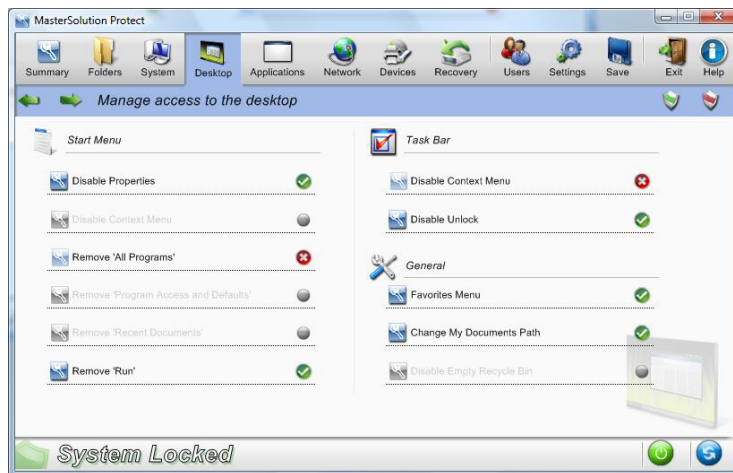 MasterSolution Protect
Summary Folders System Desktop Applications Network Devices Recovery Users Settings Save Exit Help
Manage access to the desktop
Start Menu
Disable Properties
Disable Context Menu
Remove 'All Programs'
Remove 'Program Access and Defaults'
Remove 'Recent Documents'
Remove 'Run'
Task Bar
Disable Context Menu
Disable Unlock
General
Favorites Menu
Change My Documents Path
Disable Empty Recycle Bin
System Locked